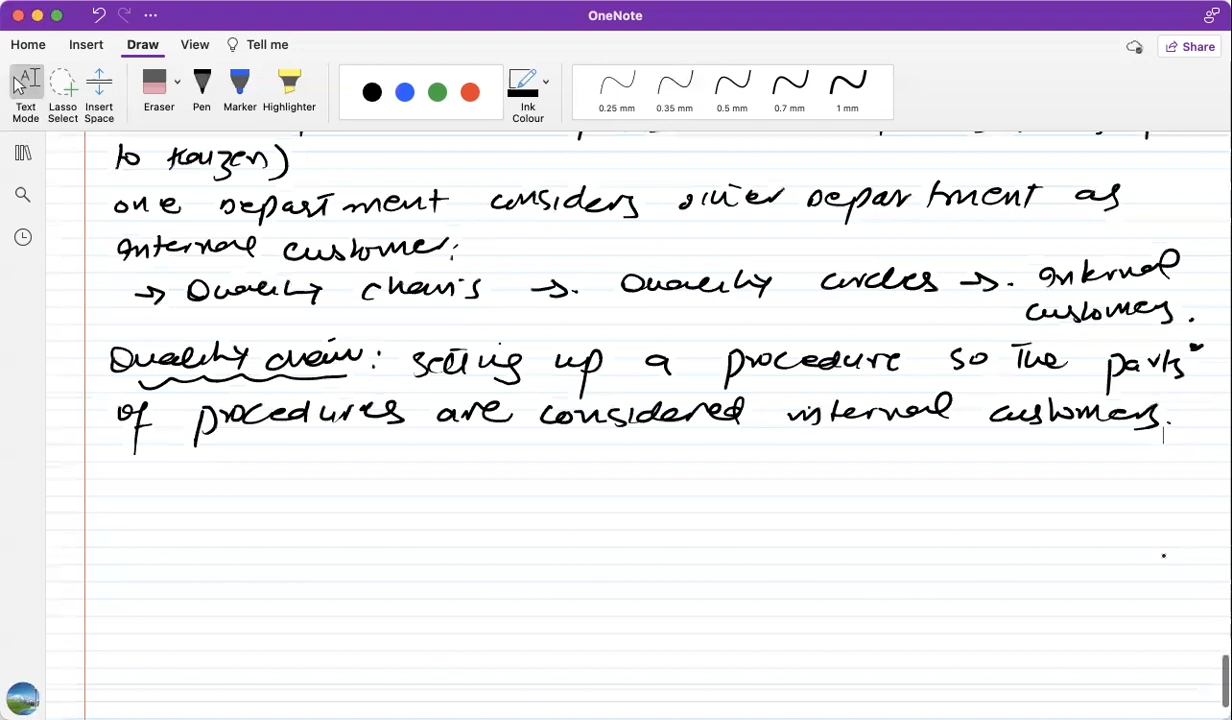 OneNote
Home Insert Draw View Tell me Share
Text Mode Lasso Select Insert Space Eraser Pen Marker Highlighter Ink Colour 0.25 mm 0.35 mm 0.5 mm 0.7 mm 1 mm
to Kaizen)
one Department considers other Department as
Internal customer:
→ Quality chains →. Quality circles →. Internal
customers.
Quality chain: setting up a procedure so the parts
of procedures are considered internal customers.